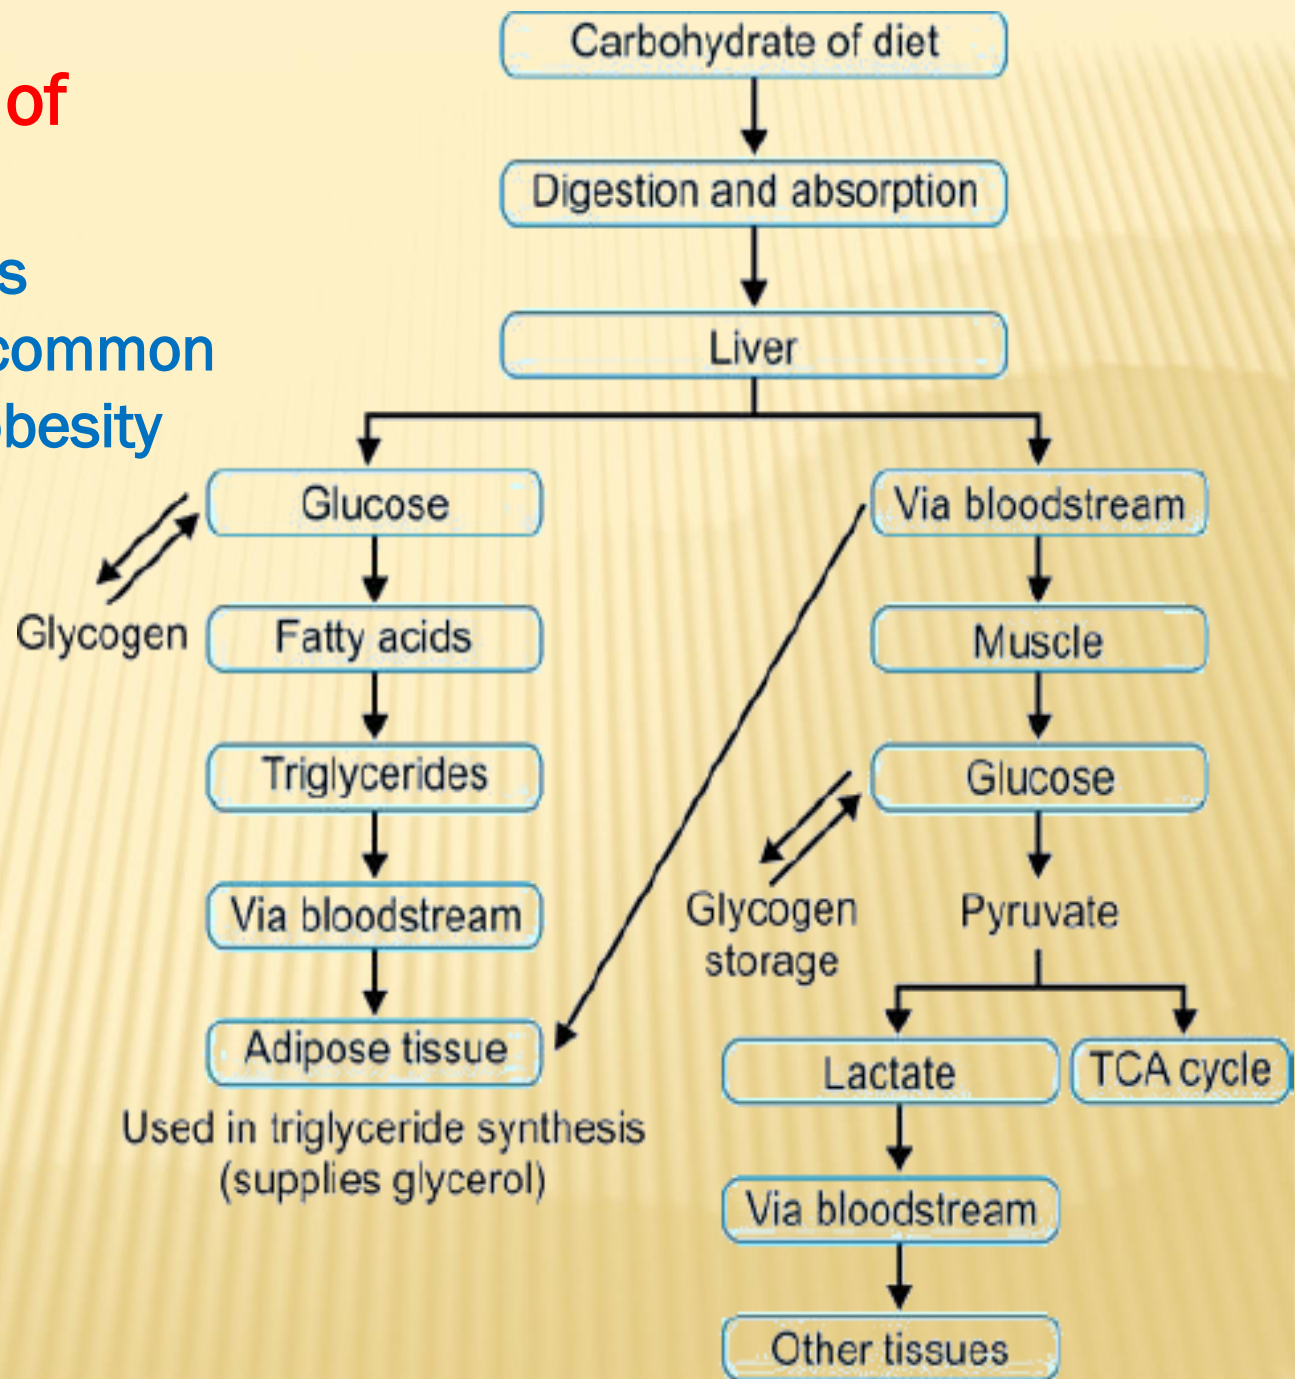 of
s
common
obesity
Carbohydrate of diet
Digestion and absorption
Liver
Glucose
Glycogen
Fatty acids
Triglycerides
Via bloodstream
Adipose tissue
Used in triglyceride synthesis
(supplies glycerol)
Via bloodstream
Muscle
Glucose
Glycogen
storage
Pyruvate
Lactate
TCA cycle
Via bloodstream
Other tissues